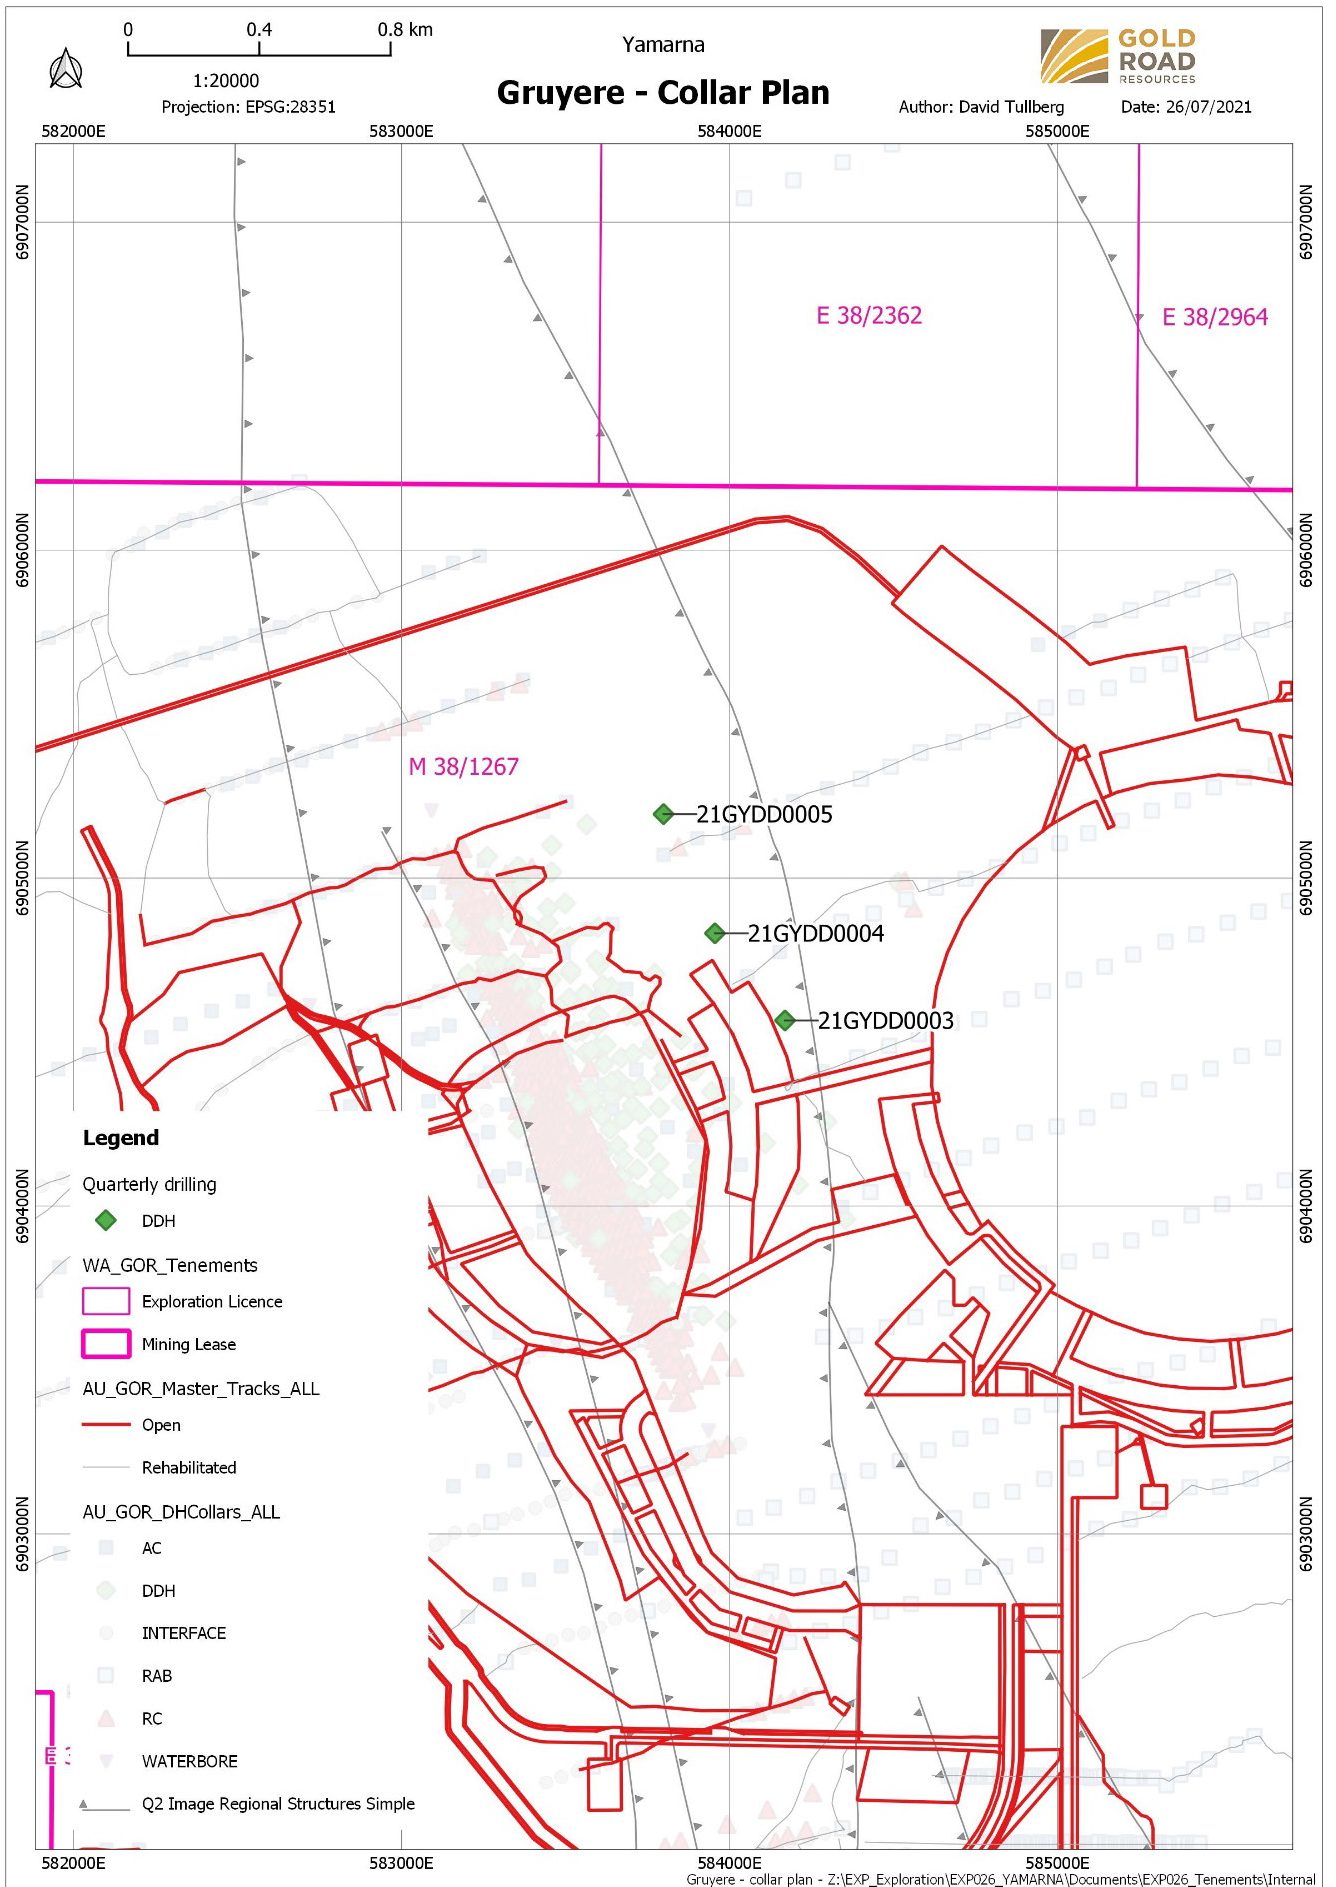 0 0.4 0.8 km
1:20000
Projection: EPSG:28351
Yamarna
Gruyere - Collar Plan
GOLD
ROAD
RESOURCES
Author: David Tullberg Date: 26/07/2021
582000E 583000E 584000E 585000E
6907000N 6907000N
E 38/2362 E 38/2964
6906000N 6906000N
M 38/1267
21GYDD0005
6905000N 6905000N
21GYDD0004
21GYDD0003
6904000N 6904000N
Legend
Quarterly drilling
DDH
WA_GOR_Tenements
Exploration Licence
Mining Lease
AU_GOR_Master_Tracks_ALL
Open
Rehabilitated
AU_GOR_DHCollars_ALL
6903000N 6903000N
AC
DDH
INTERFACE
RAB
RC
WATERBORE
Q2 Image Regional Structures Simple
582000E 583000E 584000E 585000E
Gruyere - collar plan - Z:\EXP_Exploration\EXP026_YAMARNA\Documents\EXP026_Tenements\Internal